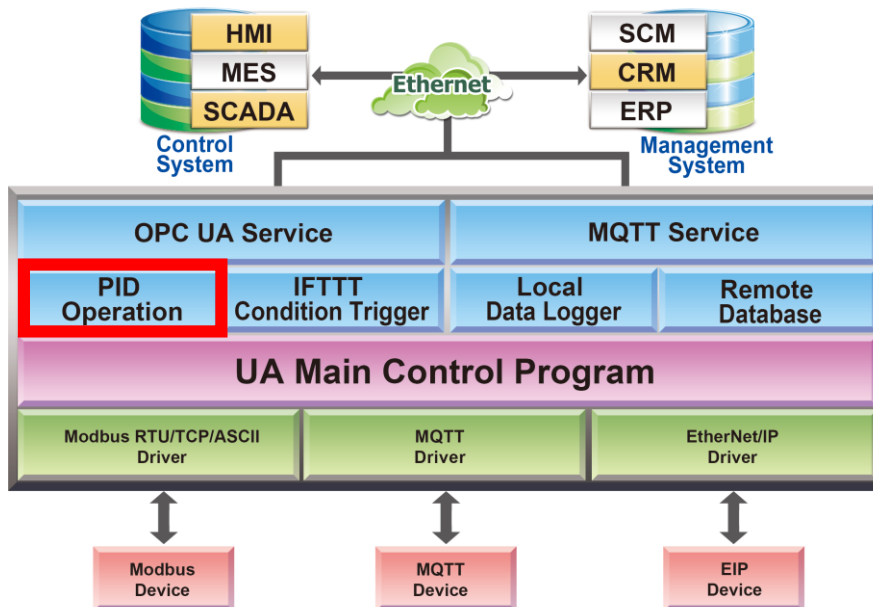 HMI
MES
SCADA
Control
System
Ethernet
SCM
CRM
ERP
Management
System
OPC UA Service
MQTT Service
PID
Operation
IFTTT
Condition Trigger
Local
Data Logger
Remote
Database
UA Main Control Program
Modbus RTU/TCP/ASCII
Driver
MQTT
Driver
EtherNet/IP
Driver
Modbus
Device
MQTT
Device
EIP
Device